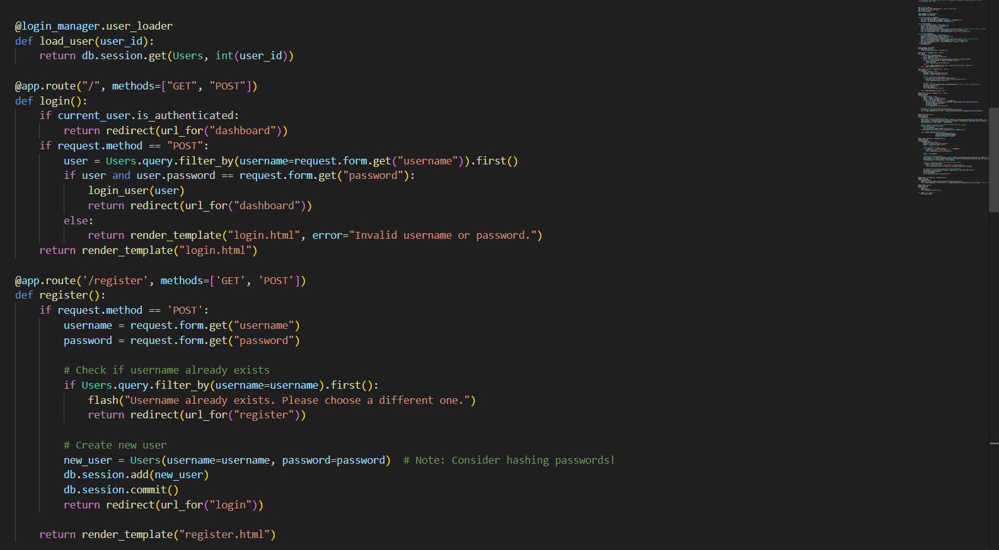 @login_manager.user_loader
def load_user(user_id):
    return db.session.get(Users, int(user_id))

@app.route("/", methods=["GET", "POST"])
def login():
    if current_user.is_authenticated:
        return redirect(url_for("dashboard"))
    if request.method == "POST":
        user = Users.query.filter_by(username=request.form.get("username")).first()
        if user and user.password == request.form.get("password"):
            login_user(user)
            return redirect(url_for("dashboard"))
        else:
            return render_template("login.html", error="Invalid username or password.")
    return render_template("login.html")

@app.route('/register', methods=['GET', 'POST'])
def register():
    if request.method == 'POST':
        username = request.form.get("username")
        password = request.form.get("password")

        # Check if username already exists
        if Users.query.filter_by(username=username).first():
            flash("Username already exists. Please choose a different one.")
            return redirect(url_for("register"))

        # Create new user
        new_user = Users(username=username, password=password)  # Note: Consider hashing passwords!
        db.session.add(new_user)
        db.session.commit()
        return redirect(url_for("login"))

    return render_template("register.html")